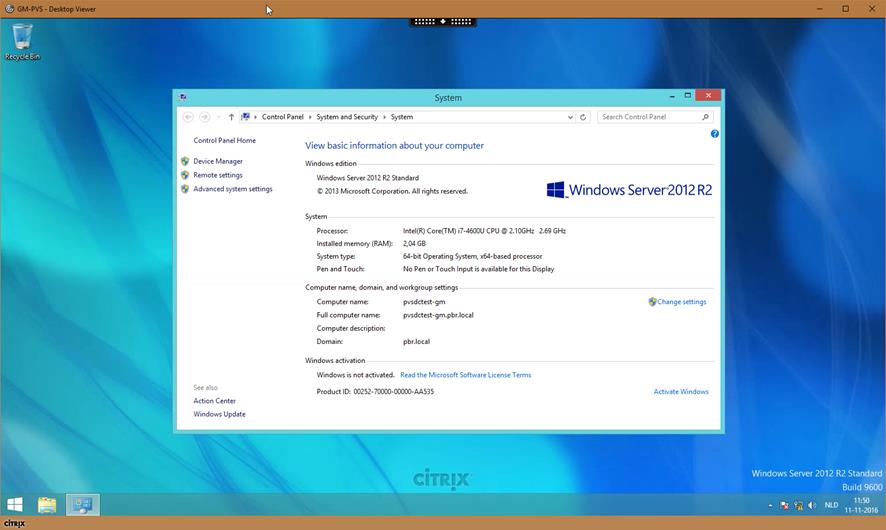 GM-PVS - Desktop Viewer
Recycle Bin
System
Control Panel System and Security System
Search Control Panel
Control Panel Home
Device Manager
Remote settings
Advanced system settings
View basic information about your computer
Windows edition
Windows Server 2012 R2 Standard
© 2013 Microsoft Corporation. All rights reserved.
Windows Server 2012 R2
System
Processor: Intel(R) Core(TM) i7-4600U CPU @ 2.10GHz 2.69 GHz
Installed memory (RAM): 2,04 GB
System type: 64-bit Operating System, x64-based processor
Pen and Touch: No Pen or Touch Input is available for this Display
Computer name, domain, and workgroup settings
Computer name: pvsdctest-gm
Change settings
Full computer name: pvsdctest-gm.pbr.local
Computer description:
Domain: pbr.local
Windows activation
Windows is not activated. Read the Microsoft Software License Terms
Product ID: 00252-70000-00000-AA535
Activate Windows
See also
Action Center
Windows Update
CİTRIX
Windows Server 2012 R2 Standard
Build 9600
NLD
11:50
11-11-2016
CİTRIX